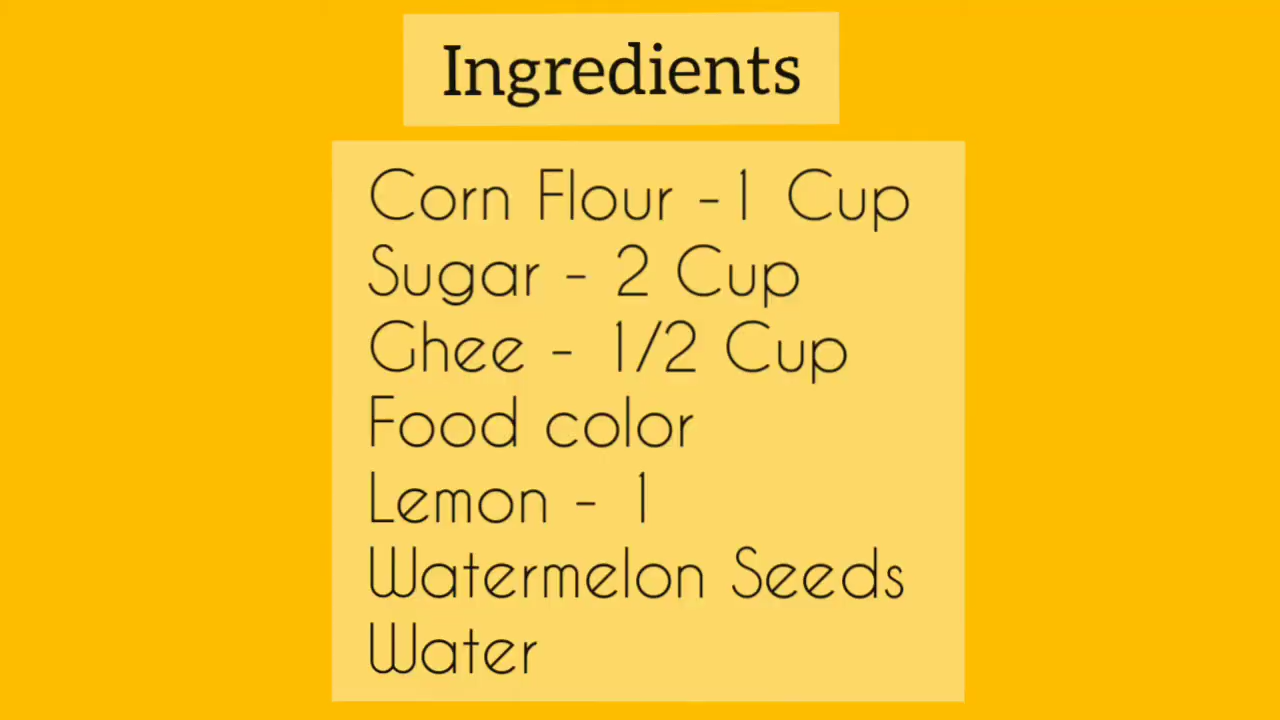 Ingredients
Corn Flour -1 Cup
Sugar - 2 Cup
Ghee - 1/2 Cup
Food color
Lemon - 1
Watermelon Seeds
Water